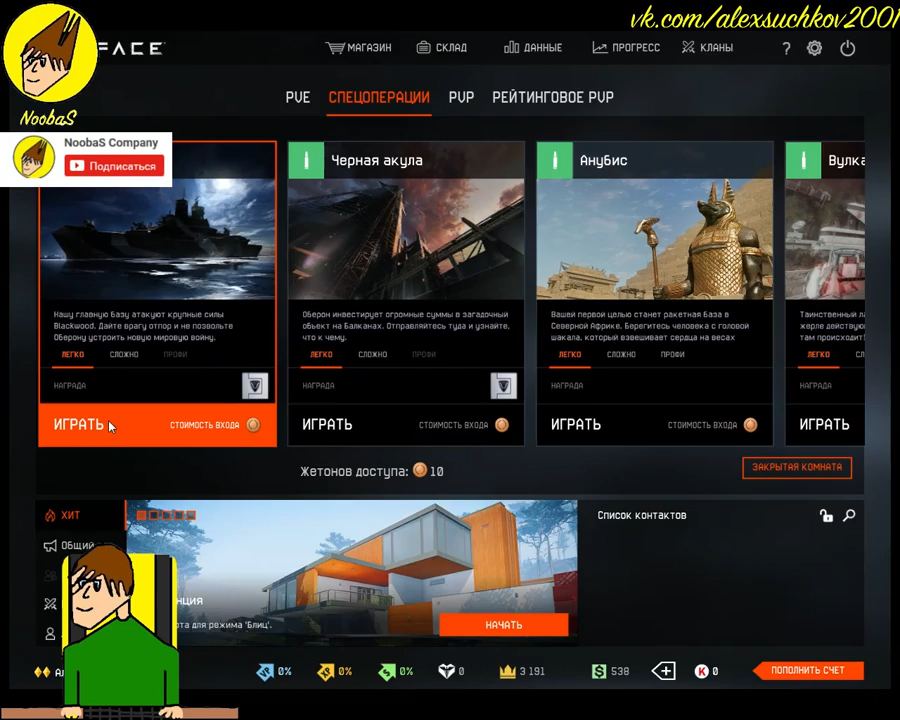 vk.com/alexsuchkov2001
FACE
МАГАЗИН
СКЛАД
ДАННЫЕ
ПРОГРЕСС
КЛАНЫ
?
NoobaS
PVE
СПЕЦОПЕРАЦИИ
PVP
РЕЙТИНГОВОЕ PVP
NoobaS Company
Подписаться
Черная акула
Анубис
Вулка
Нашу главную базу атакуют крупные силы
Blackwood. Дайте врагу отпор и не позвольте
Оберону устроить новую мировую войну.
ЛЕГКО
СЛОЖНО
ПРОФИ
НАГРАДА
ИГРАТЬ
СТОИМОСТЬ ВХОДА
Оберон инвестирует огромные суммы в загадочный
объект на Балканах. Отправляйтесь туда и узнайте,
что к чему.
ЛЕГКО
СЛОЖНО
ПРОФИ
НАГРАДА
ИГРАТЬ
СТОИМОСТЬ ВХОДА
Вашей первой целью станет ракетная база в
Северной Африке. Берегитесь человека с головой
шакала, который взвешивает сердца на весах
ЛЕГКО
СЛОЖНО
ПРОФИ
НАГРАДА
ИГРАТЬ
СТОИМОСТЬ ВХОДА
Таинственный
жерле действую
там происходит
ЛЕГКО
СЛ
НАГРАДА
ИГРАТЬ
Жетонов доступа: 10
ЗАКРЫТАЯ КОМНАТА
ХИТ
Общий
нция
ота для режима 'Блиц'.
НАЧАТЬ
Список контактов
Ал
0%
0%
0%
0
3 191
$ 538
K 0
ПОПОЛНИТЬ СЧЕТ